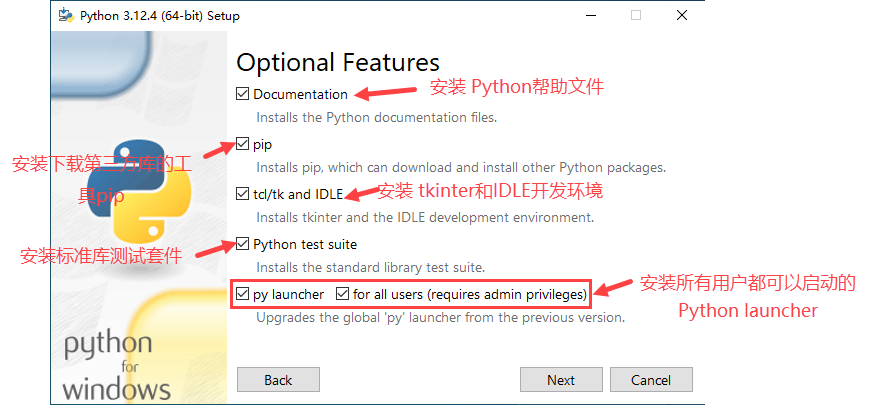 Python 3.12.4 (64-bit) Setup
Optional Features
Documentation
安装 Python帮助文件
Installs the Python documentation files.
安装下载第三方库的工
具pip
pip
Installs pip, which can download and install other Python packages.
tcl/tk and IDLE
安装 tkinter和IDLE开发环境
Installs tkinter and the IDLE development environment.
安装标准库测试套件
Python test suite
Installs the standard library test suite.
py launcher for all users (requires admin privileges)
安装所有用户都可以启动的
Python launcher
Upgrades the global 'py' launcher from the previous version.
python
for
windows
Back
Next
Cancel